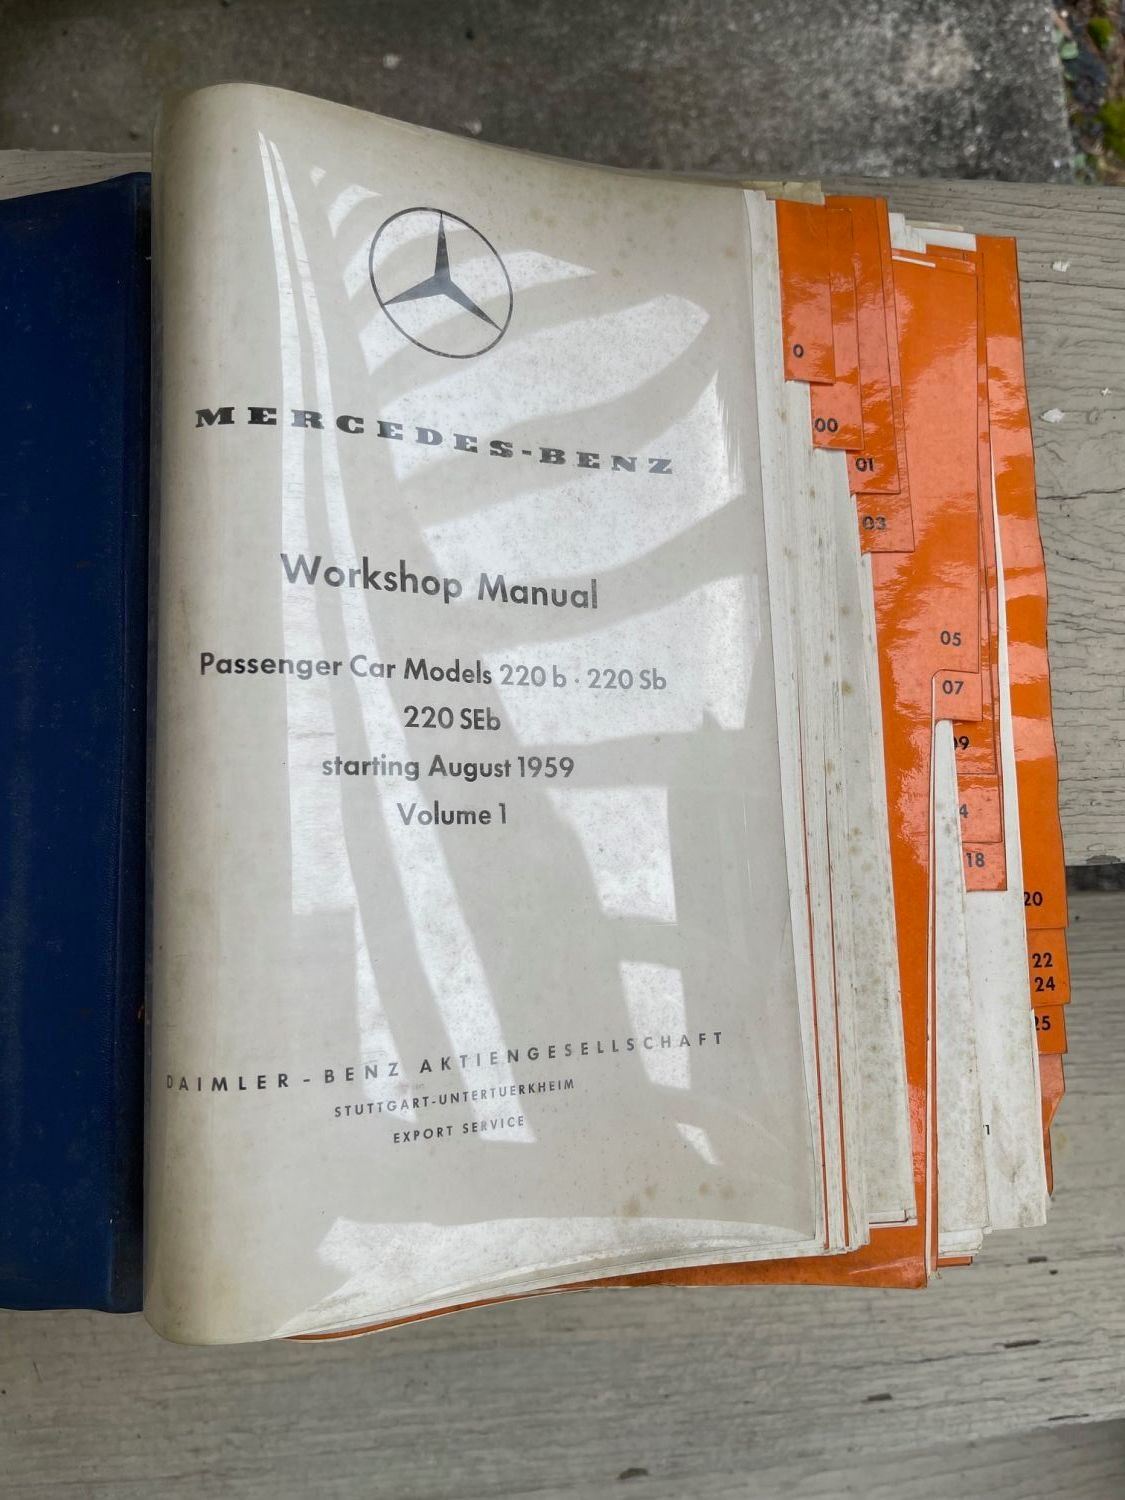 MERCEDES-BENZ
Workshop Manual
Passenger Car Models 220 b · 220 Sb
220 SEb
starting August 1959
Volume 1
DAIMLER-BENZ AKTIENGESELLSCHAFT
STUTTGART-UNTERTUERKHEIM
EXPORT SERVICE
0
00
01
03
05
07
18
20
22
24
25